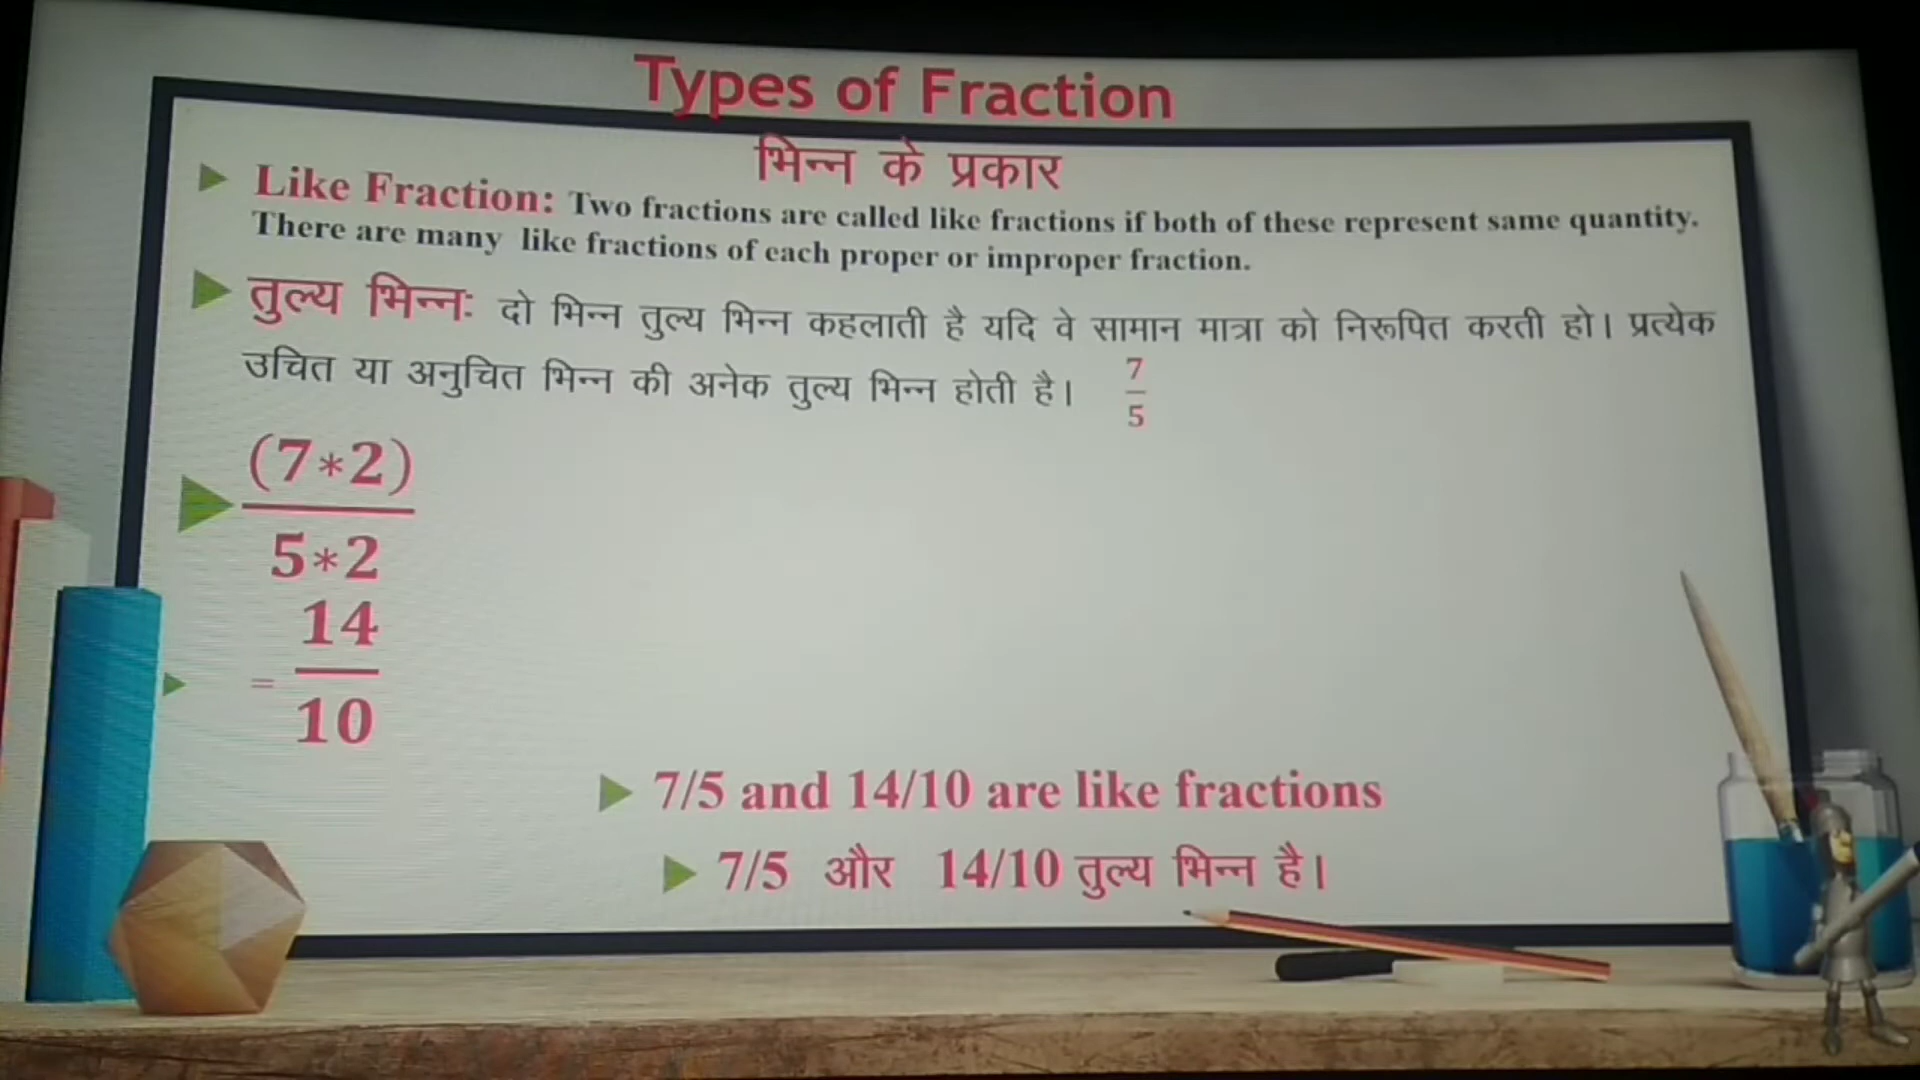 Types of Fraction
भिन्न के प्रकार
Like Fraction: Two fractions are called like fractions if both of these represent same quantity.
There are many like fractions of each proper or improper fraction.
तुल्य भिन्नः दो भिन्न तुल्य भिन्न कहलाती है यदि वे सामान मात्रा को निरूपित करती हो। प्रत्येक
उचित या अनुचित भिन्न की अनेक तुल्य भिन्न होती है। 7/5
(7*2)
5*2
14
=
10
7/5 and 14/10 are like fractions
7/5 और 14/10 तुल्य भिन्न है।